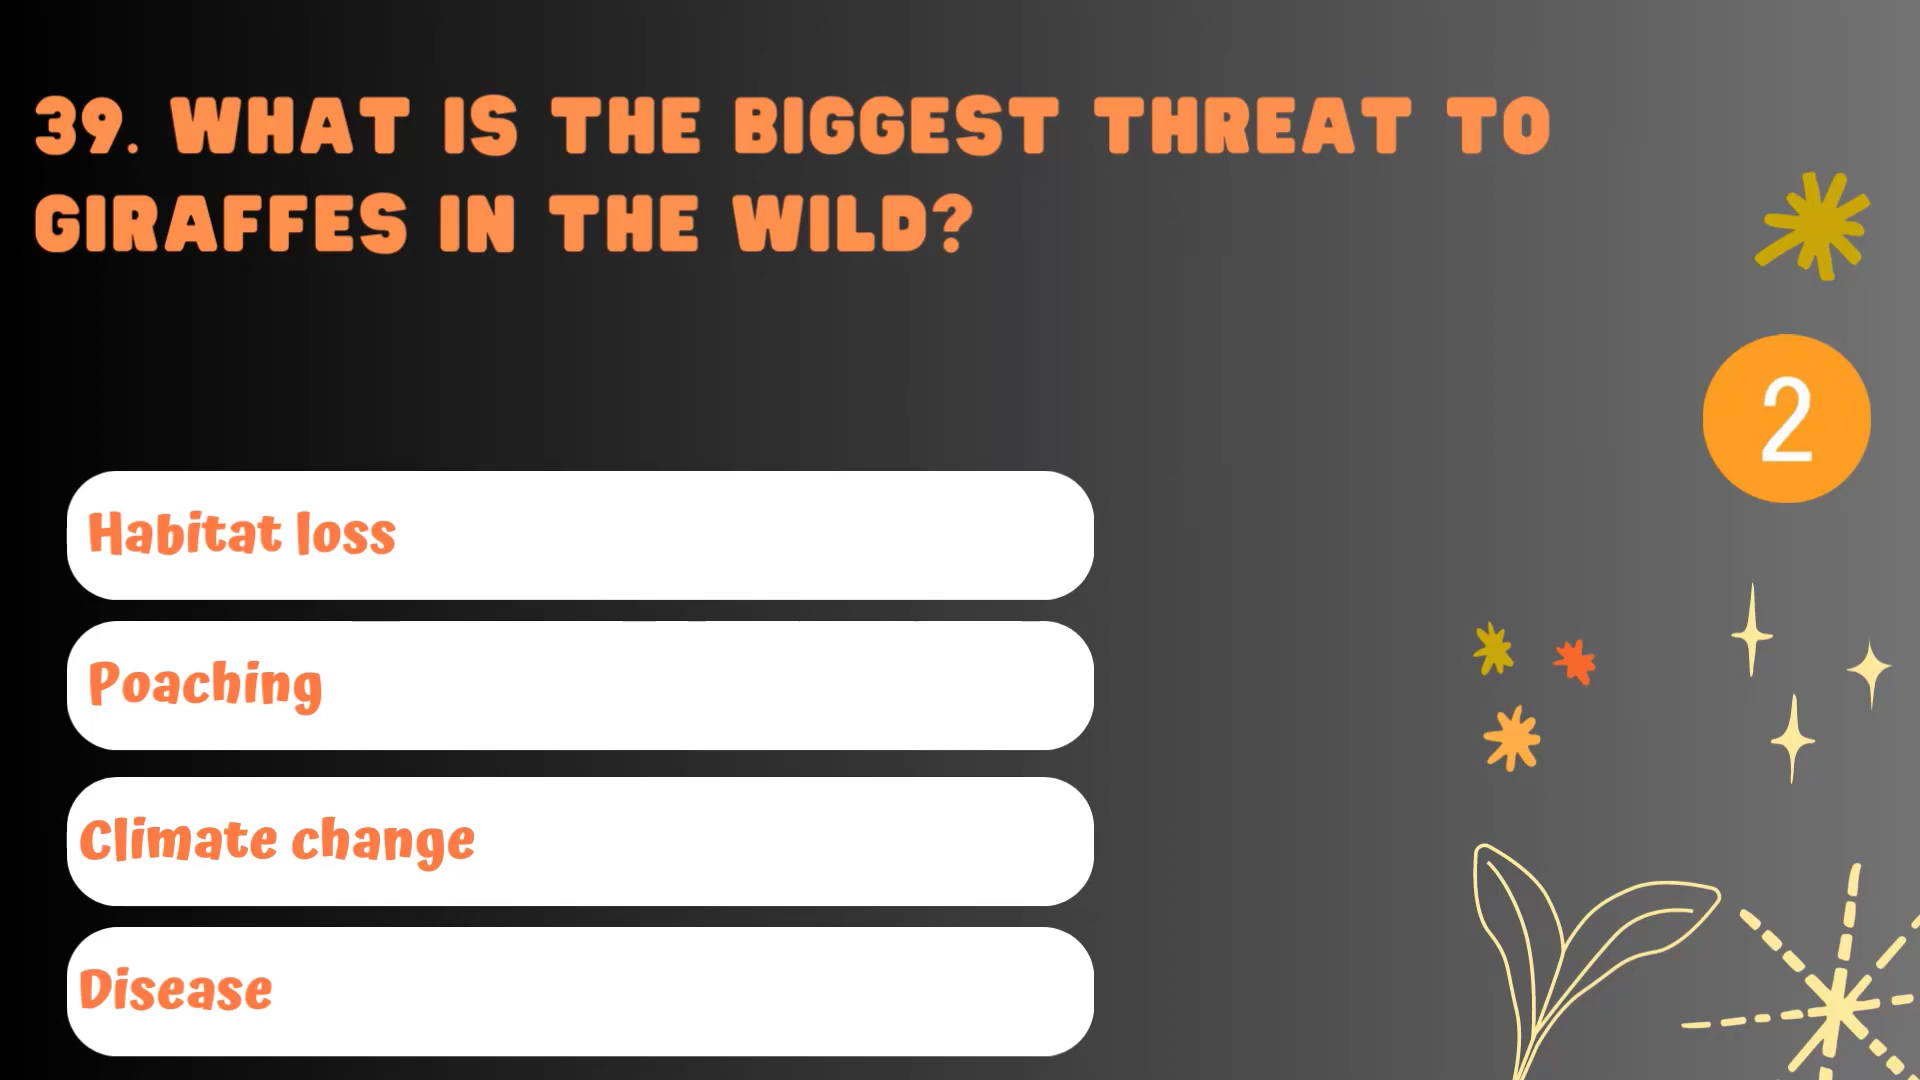 39. WHAT IS THE BIGGEST THREAT TO
GIRAFFES IN THE WILD?
2
Habitat loss
Poaching
Climate change
Disease